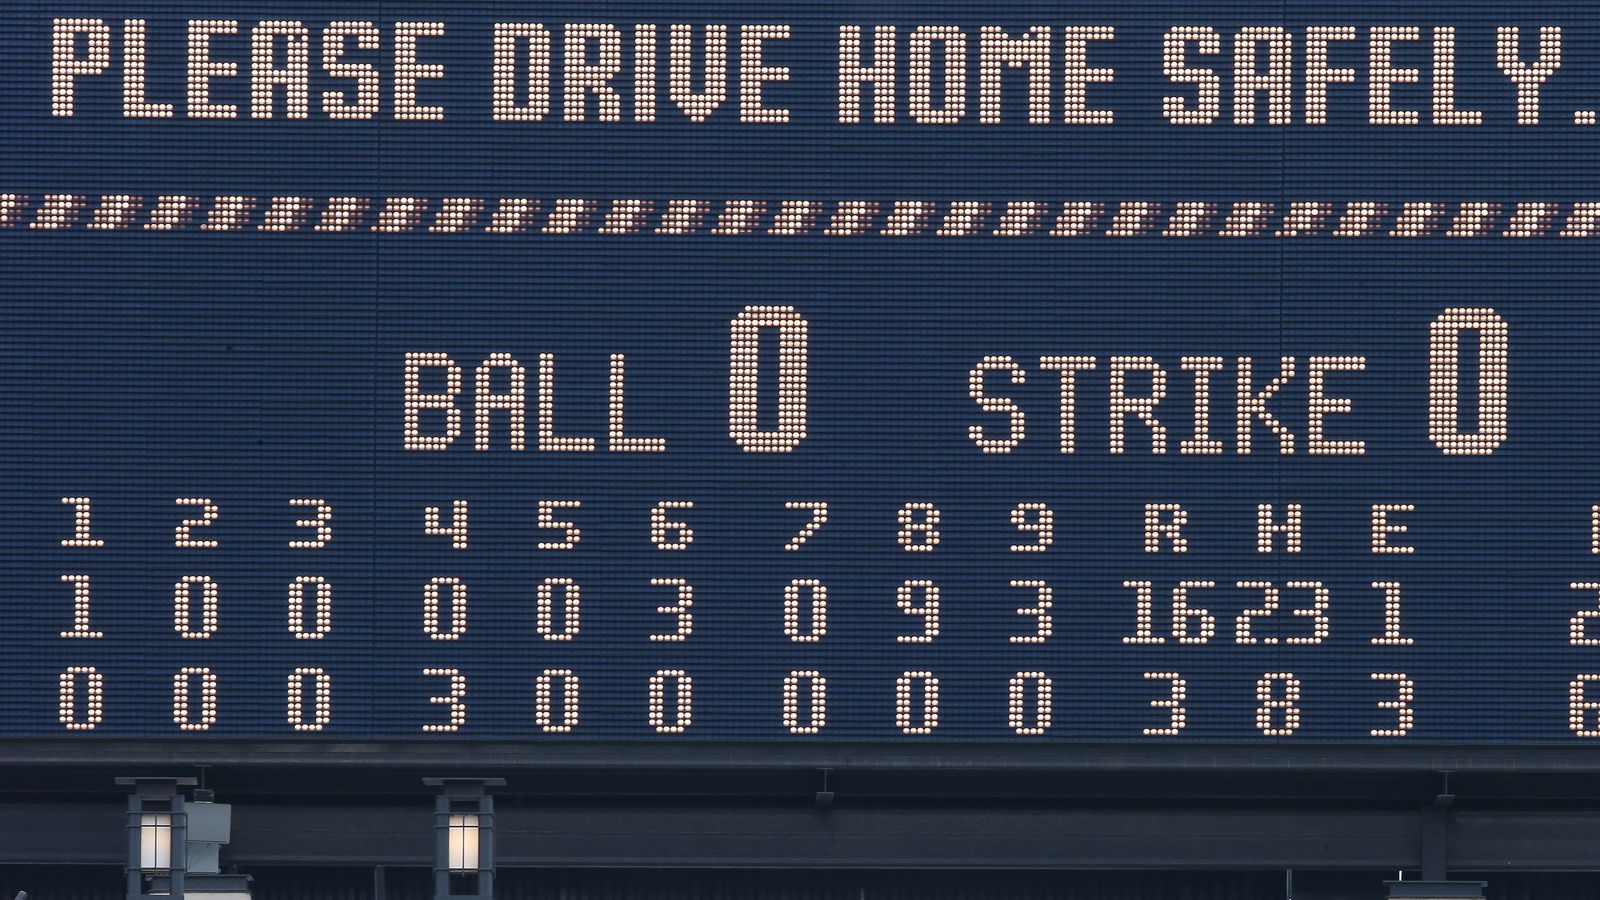 PLEASE DRIVE HOME SAFELY.
BALL 0 STRIKE 0
1 2 3 4 5 6 7 8 9 R H E
1 0 0 0 0 3 0 9 3 16 23 1
0 0 0 3 0 0 0 0 0 3 8 3